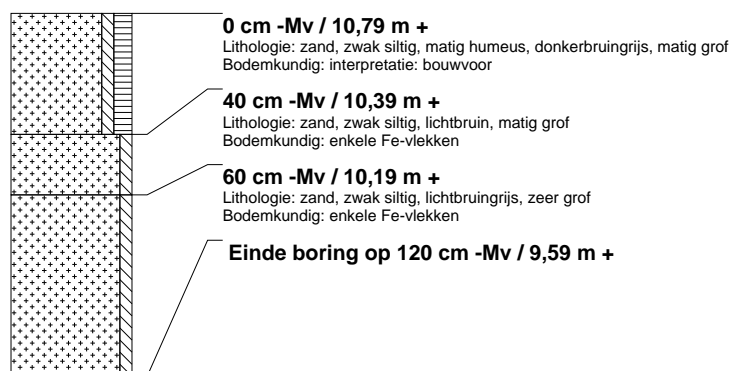 0 cm -Mv / 10,79 m +
Lithologie: zand, zwak siltig, matig humeus, donkerbruingrijs, matig grof
Bodemkundig: interpretatie: bouwvoor
40 cm -Mv / 10,39 m +
Lithologie: zand, zwak siltig, lichtbruin, matig grof
Bodemkundig: enkele Fe-vlekken
60 cm -Mv / 10,19 m +
Lithologie: zand, zwak siltig, lichtbruingrijs, zeer grof
Bodemkundig: enkele Fe-vlekken
Einde boring op 120 cm -Mv / 9,59 m +